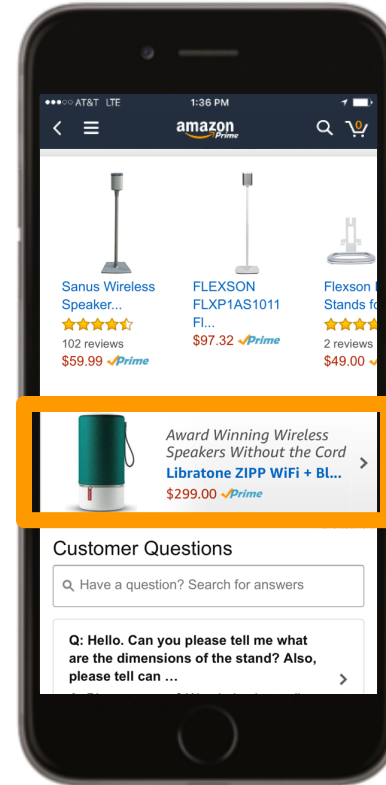 AT&T LTE 1:36 PM
amazon
Prime
0
Sanus Wireless
Speaker...
102 reviews
$59.99 Prime
FLEXSON
FLXP1AS1011
Fl...
$97.32 Prime
Flexson
Stands fo
2 reviews
$49.00
Award Winning Wireless
Speakers Without the Cord
Libratone ZIPP WiFi + Bl...
$299.00 Prime
Customer Questions
Have a question? Search for answers
Q: Hello. Can you please tell me what
are the dimensions of the stand? Also,
please tell can …